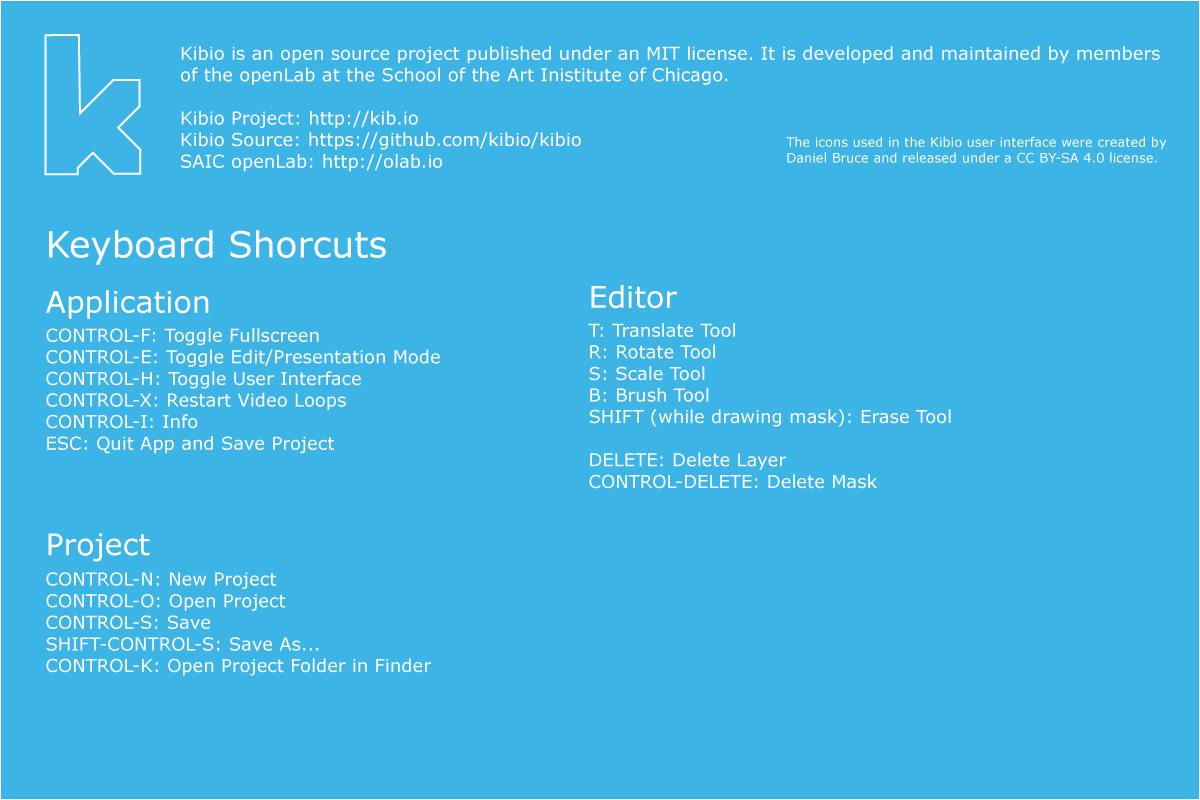 Kibio is an open source project published under an MIT license. It is developed and maintained by members
of the openLab at the School of the Art Inistitute of Chicago.
Kibio Project: http://kib.io
Kibio Source: https://github.com/kibio/kibio
SAIC openLab: http://olab.io
The icons used in the Kibio user interface were created by
Daniel Bruce and released under a CC BY-SA 4.0 license.
Keyboard Shorcuts
Application
CONTROL-F: Toggle Fullscreen
CONTROL-E: Toggle Edit/Presentation Mode
CONTROL-H: Toggle User Interface
CONTROL-X: Restart Video Loops
CONTROL-I: Info
ESC: Quit App and Save Project
Editor
T: Translate Tool
R: Rotate Tool
S: Scale Tool
B: Brush Tool
SHIFT (while drawing mask): Erase Tool
DELETE: Delete Layer
CONTROL-DELETE: Delete Mask
Project
CONTROL-N: New Project
CONTROL-O: Open Project
CONTROL-S: Save
SHIFT-CONTROL-S: Save As...
CONTROL-K: Open Project Folder in Finder